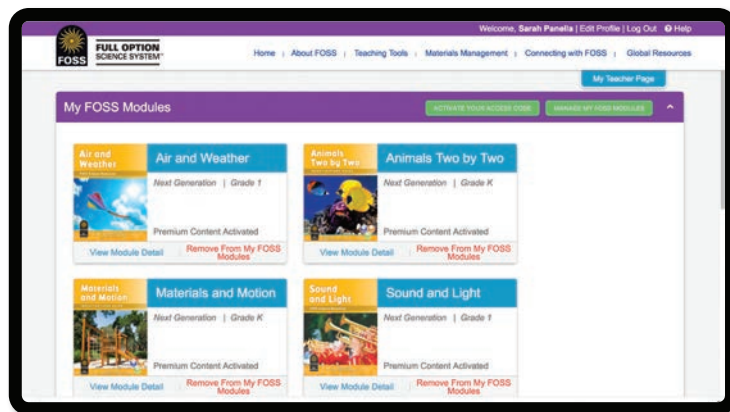 Welcome, Sarah Panella | Edit Profile | Log Out ? Help
FOSS
FULL OPTION
SCIENCE SYSTEM™
Home | About FOSS | Teaching Tools | Materials Management | Connecting with FOSS | Global Resources
My Teacher Page
My FOSS Modules
ACTIVATE YOUR ACCESS CODE
MANAGE MY FOSS MODULES
Air and
Weather
Air and Weather
Next Generation | Grade 1
Premium Content Activated
View Module Detail
Remove From My FOSS
Modules
Animals
Two by Two
Animals Two by Two
Next Generation | Grade K
Premium Content Activated
View Module Detail
Remove From My FOSS
Modules
Materials
and Motion
Materials and Motion
Next Generation | Grade K
Premium Content Activated
View Module Detail
Remove From My FOSS
Modules
Sound
and Light
Sound and Light
Next Generation | Grade 1
Premium Content Activated
View Module Detail
Remove From My FOSS
Modules